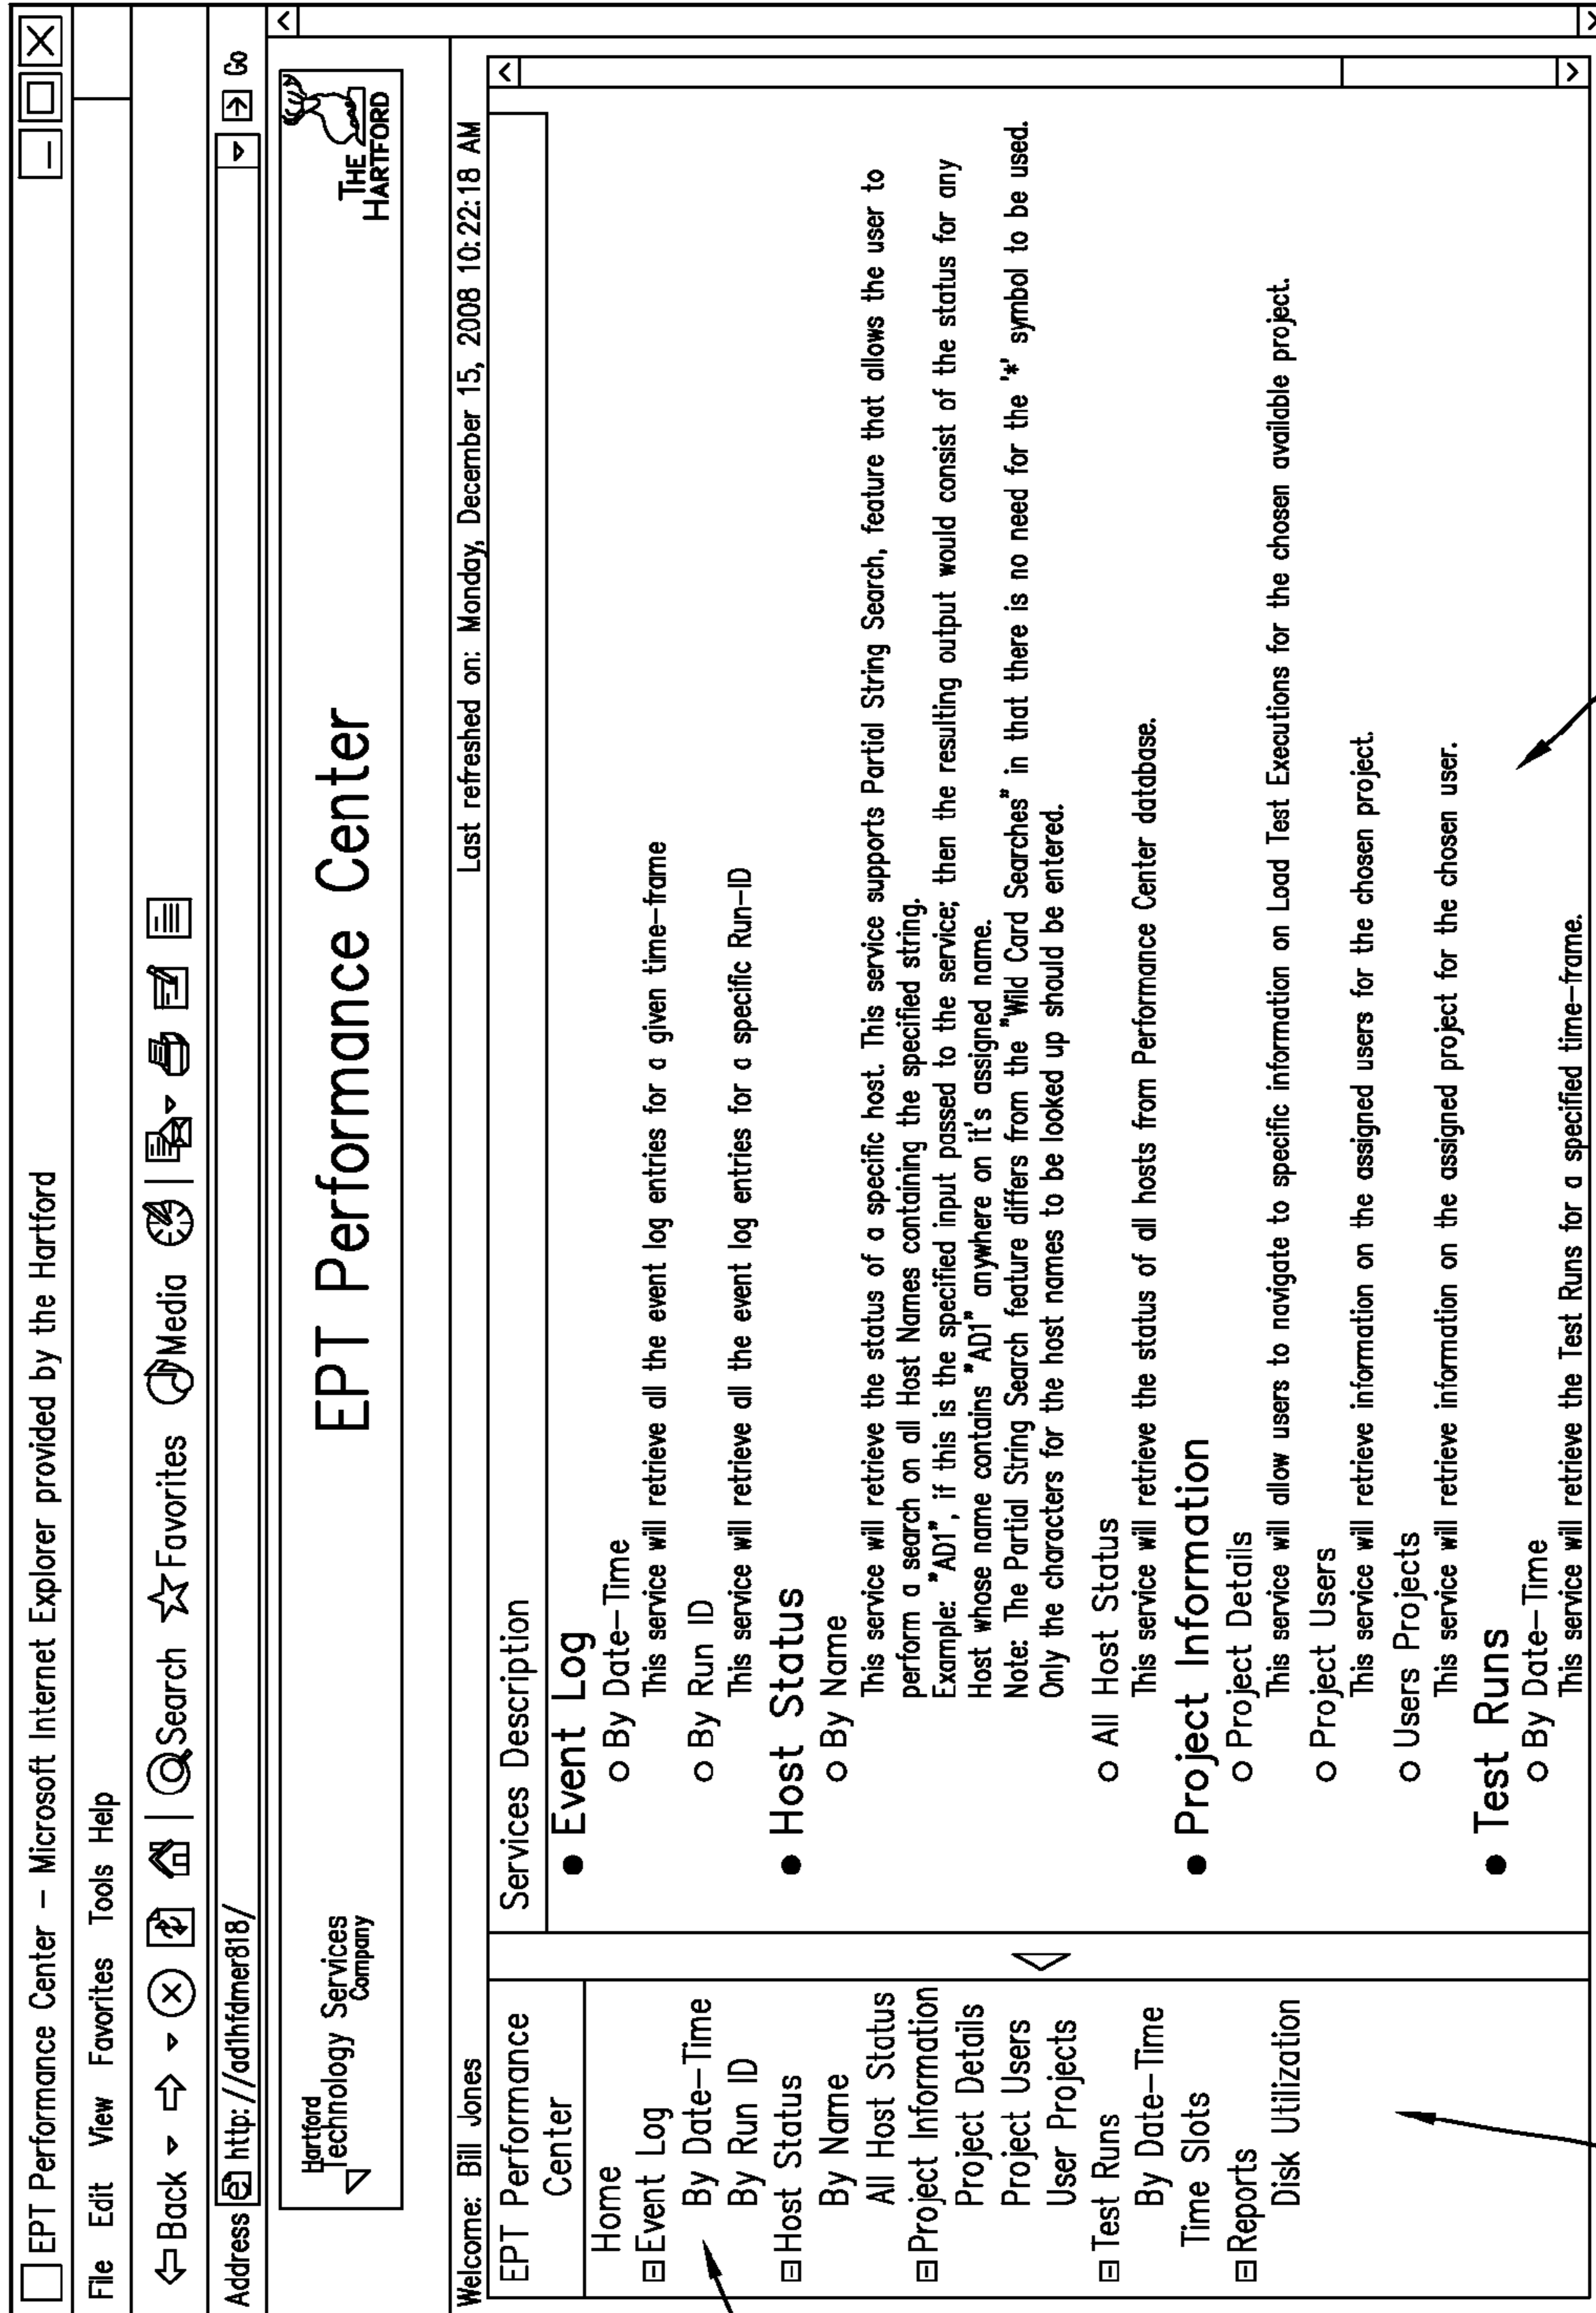 EPT Performance Center – Microsoft Internet Explorer provided by the Hartford
File Edit View Favorites Tools Help
Back Search Favorites Media
Address http://ad1hfdmer818/ Go
Hartford
Technology Services
Company
EPT Performance Center
THE
HARTFORD
Welcome: Bill Jones Last refreshed on: Monday, December 15, 2008 10:22:18 AM
EPT Performance
Center
Home
Event Log
By Date–Time
By Run ID
Host Status
By Name
All Host Status
Project Information
Project Details
Project Users
User Projects
Test Runs
By Date–Time
Time Slots
Reports
Disk Utilization
Services Description
● Event Log
○ By Date–Time
This service will retrieve all the event log entries for a given time–frame
○ By Run ID
This service will retrieve all the event log entries for a specific Run–ID
● Host Status
○ By Name
This service will retrieve the status of a specific host. This service supports Partial String Search, feature that allows the user to
perform a search on all Host Names containing the specified string.
Example: "AD1", if this is the specified input passed to the service; then the resulting output would consist of the status for any
Host whose name contains "AD1" anywhere on it's assigned name.
Note: The Partial String Search feature differs from the "Wild Card Searches" in that there is no need for the '*' symbol to be used.
Only the characters for the host names to be looked up should be entered.
○ All Host Status
This service will retrieve the status of all hosts from Performance Center database.
● Project Information
○ Project Details
This service will allow users to navigate to specific information on Load Test Executions for the chosen available project.
○ Project Users
This service will retrieve information on the assigned users for the chosen project.
○ Users Projects
This service will retrieve information on the assigned project for the chosen user.
● Test Runs
○ By Date–Time
This service will retrieve the Test Runs for a specified time–frame.